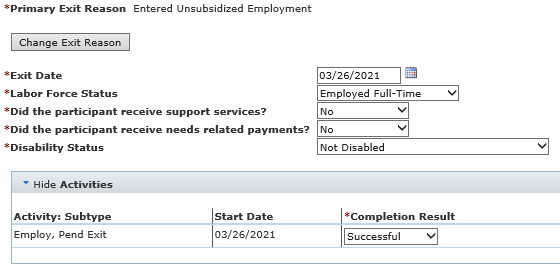 *Primary Exit Reason Entered Unsubsidized Employment
Change Exit Reason
*Exit Date 03/26/2021
*Labor Force Status Employed Full-Time
*Did the participant receive support services? No
*Did the participant receive needs related payments? No
*Disability Status Not Disabled
Hide Activities
Activity: Subtype Start Date *Completion Result
Employ, Pend Exit 03/26/2021 Successful